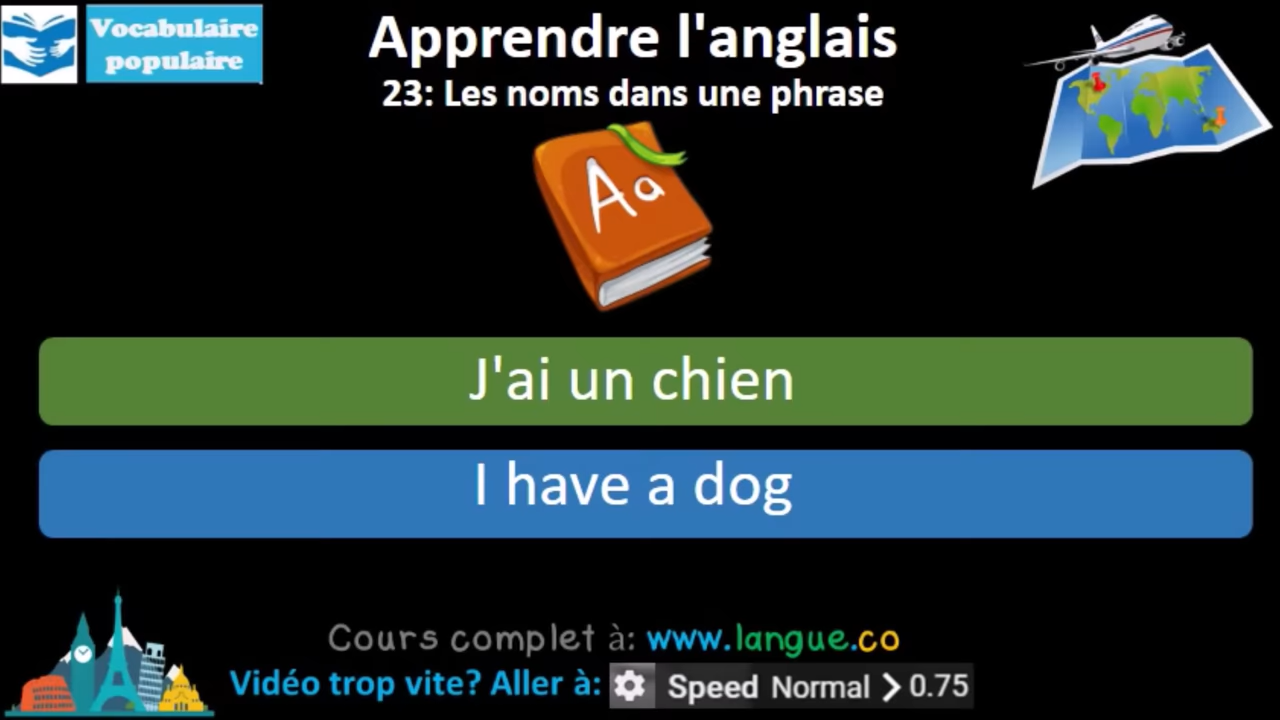 Vocabulaire
populaire
Apprendre l'anglais
23: Les noms dans une phrase
Aa
J'ai un chien
I have a dog
Cours complet à: www.langue.co
Vidéo trop vite? Aller à: Speed Normal > 0.75